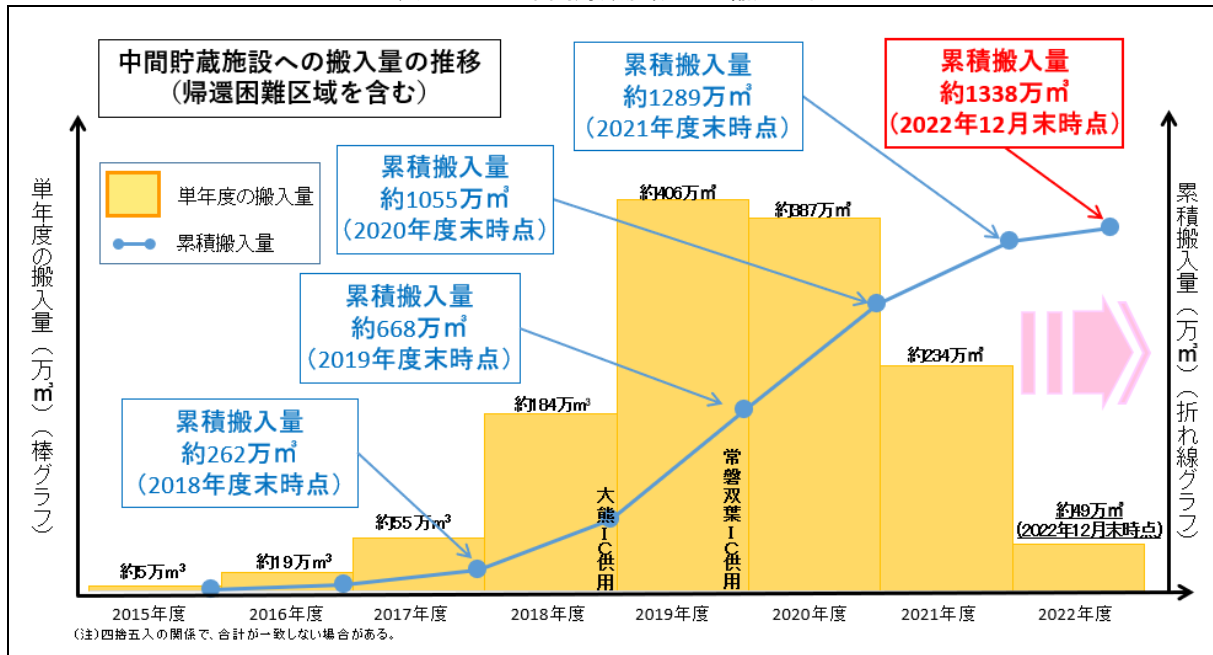 中間貯蔵施設への搬入量の推移
(帰還困難区域を含む)
単年度の搬入量
累積搬入量
単年度の搬入量(万㎥)(棒グラフ)
累積搬入量(万㎥)(折れ線グラフ)
累積搬入量
約262万㎥
(2018年度末時点)
累積搬入量
約668万㎥
(2019年度末時点)
累積搬入量
約1055万㎥
(2020年度末時点)
累積搬入量
約1289万㎥
(2021年度末時点)
累積搬入量
約1338万㎥
(2022年12月末時点)
約5万m³
約19万m³
約55万m³
約184万m³
約406万㎥
約387万㎥
約234万㎥
約49万㎥
(2022年12月末時点)
大熊IC供用
常磐双葉IC供用
2015年度
2016年度
2017年度
2018年度
2019年度
2020年度
2021年度
2022年度
(注)四捨五入の関係で、合計が一致しない場合がある。